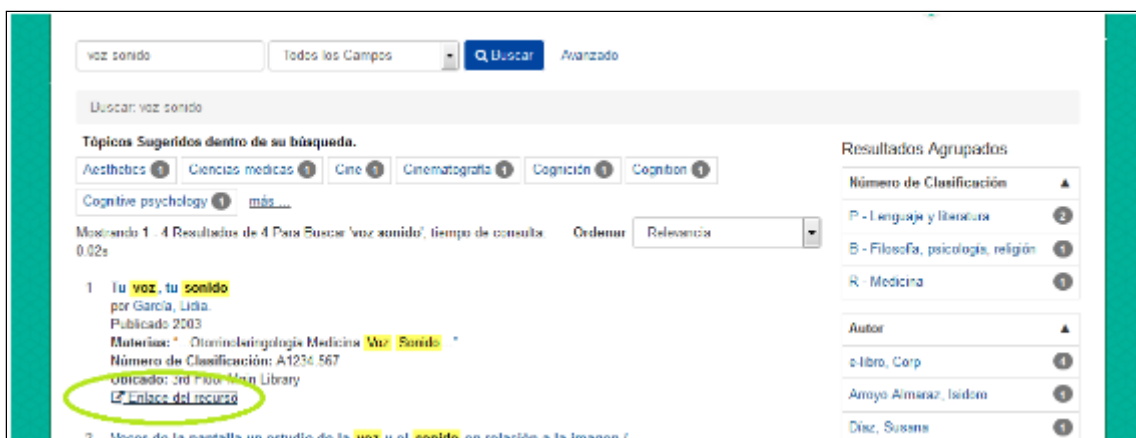 voz sonido
Todos los Campos
Buscar
Avanzado
Buscar: voz sonido
Tópicos Sugeridos dentro de su búsqueda.
Aesthetics 1 Ciencias medicas 1 Cine 1 Cinematografía 1 Cognición 1 Cognition 1
Cognitive psychology 1 más ...
Mostrando 1 - 4 Resultados de 4 Para Buscar 'voz sonido', tiempo de consulta:
0.02s
Ordenar Relevancia
1 Tu voz, tu sonido
por García, Lidia.
Publicado 2003
Materias: " Otorrinolaringología Medicina Voz Sonido "
Número de Clasificación: A1234.567
Ubicado: 3rd Floor Main Library
Enlace del recurso
2 Voces de la pantalla un estudio de la voz y el sonido en relación a la imagen /
Resultados Agrupados
Número de Clasificación
P - Lenguaje y literatura 2
B - Filosofía, psicología, religión 1
R - Medicina 1
Autor
e-libro, Corp 4
Arroyo Almaraz, Isidoro 1
Díaz, Susana 1